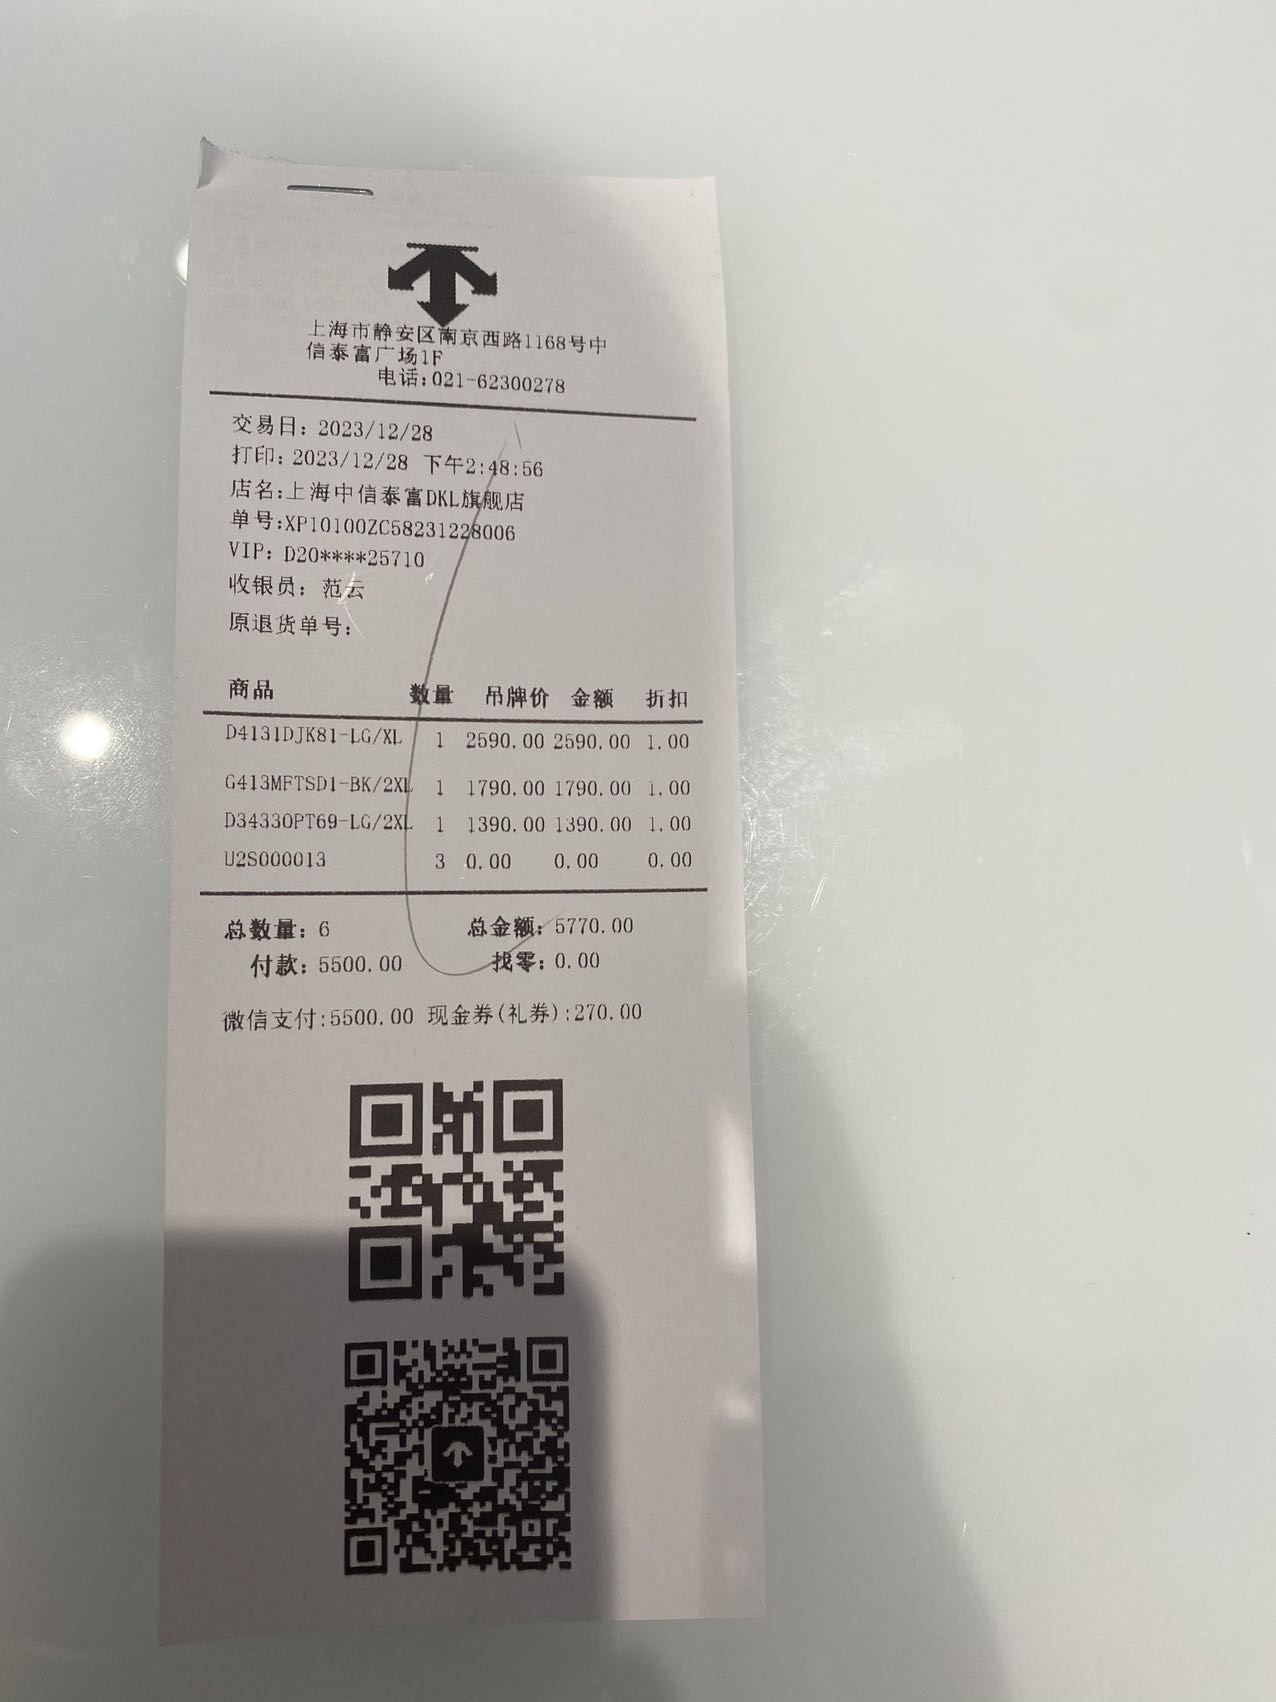 上海市静安区南京西路1168号中
信泰富广场1F
电话:021-62300278
交易日: 2023/12/28
打印: 2023/12/28 下午2:48:56
店名:上海中信泰富DKL旗舰店
单号:XP10100ZC58231228006
VIP: D20****25710
收银员: 范云
原退货单号:
商品 数量 吊牌价 金额 折扣
D4131DJK81-LG/XL 1 2590.00 2590.00 1.00
G413MFTSD1-BK/2XL 1 1790.00 1790.00 1.00
D3433OPT69-LG/2XL 1 1390.00 1390.00 1.00
U2S000013 3 0.00 0.00 0.00
总数量: 6 总金额: 5770.00
付款: 5500.00 找零: 0.00
微信支付:5500.00 现金券(礼券):270.00